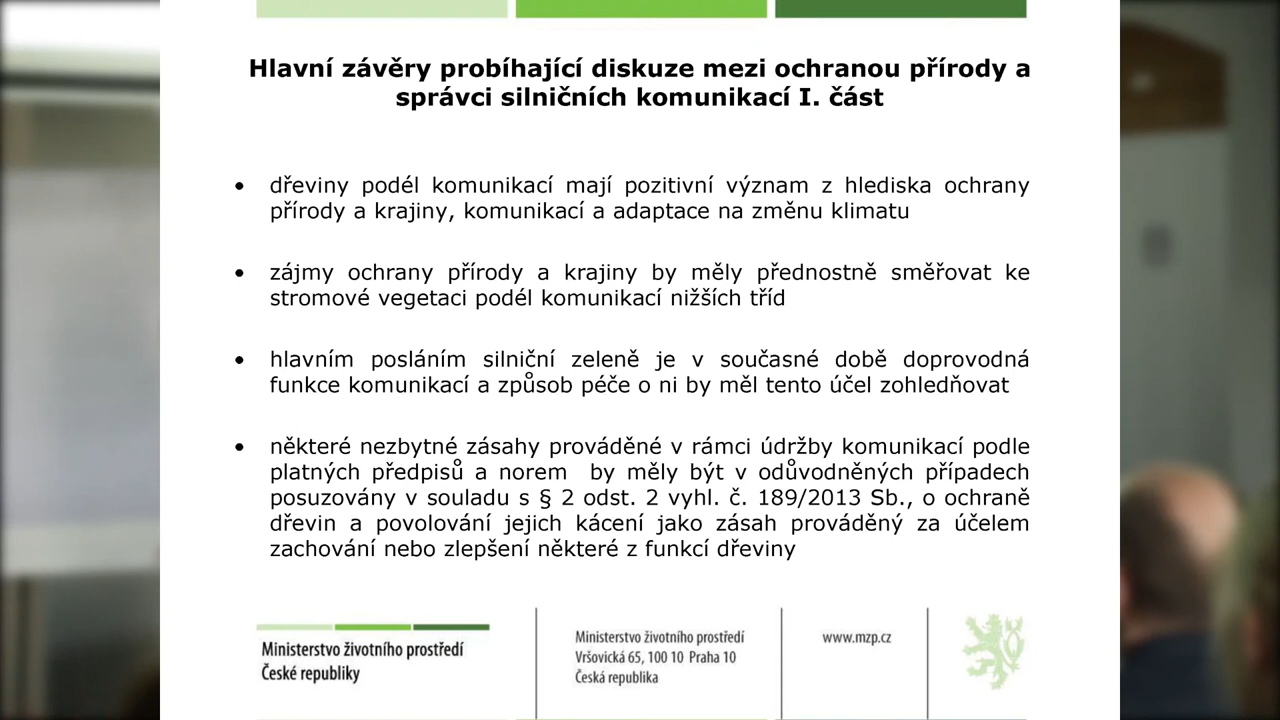 Hlavní závěry probíhající diskuze mezi ochranou přírody a
správci silničních komunikací I. část
• dřeviny podél komunikací mají pozitivní význam z hlediska ochrany
přírody a krajiny, komunikací a adaptace na změnu klimatu
• zájmy ochrany přírody a krajiny by měly přednostně směřovat ke
stromové vegetaci podél komunikací nižších tříd
• hlavním posláním silniční zeleně je v současné době doprovodná
funkce komunikací a způsob péče o ni by měl tento účel zohledňovat
• některé nezbytné zásahy prováděné v rámci údržby komunikací podle
platných předpisů a norem  by měly být v odůvodněných případech
posuzovány v souladu s § 2 odst. 2 vyhl. č. 189/2013 Sb., o ochraně
dřevin a povolování jejich kácení jako zásah prováděný za účelem
zachování nebo zlepšení některé z funkcí dřeviny
Ministerstvo životního prostředí
České republiky
Ministerstvo životního prostředí
Vršovická 65, 100 10 Praha 10
Česká republika
www.mzp.cz